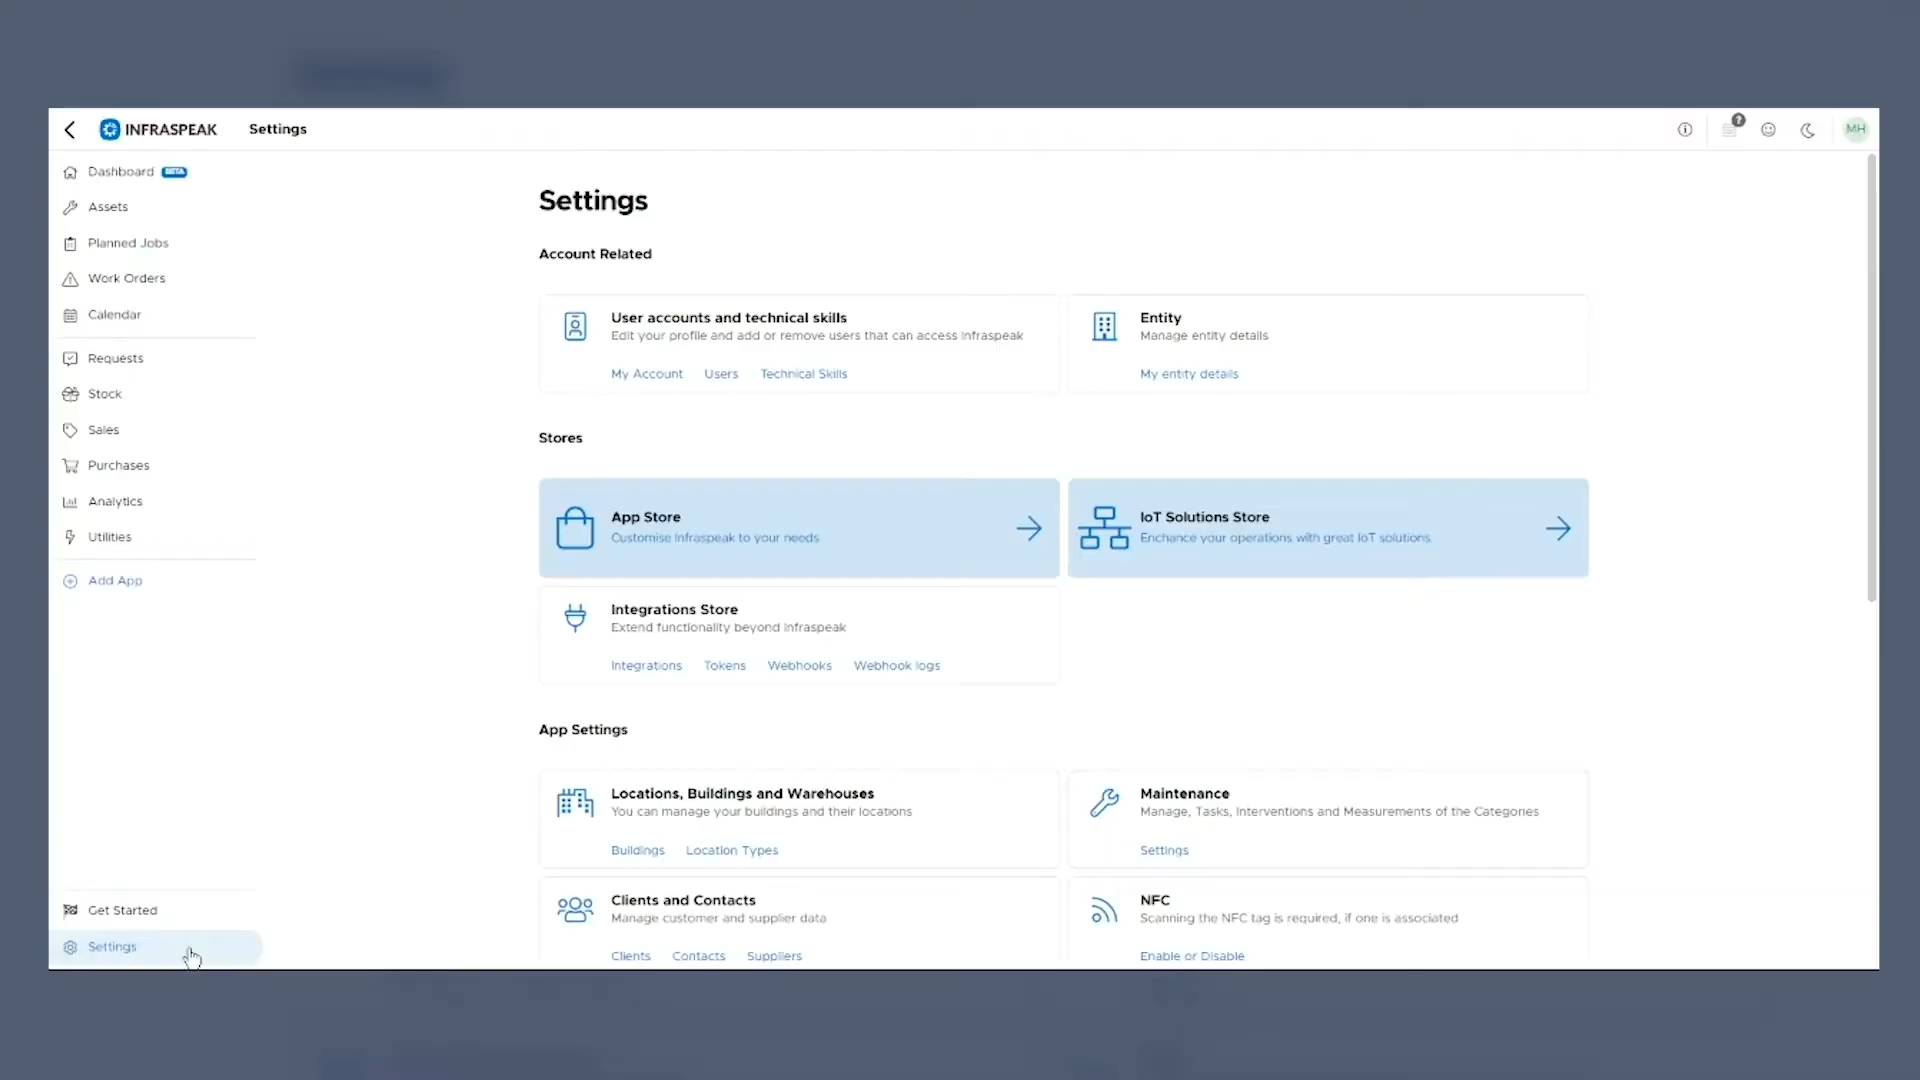 INFRASPEAK
Settings
?
MH
Dashboard BETA
Assets
Planned Jobs
Work Orders
Calendar
Requests
Stock
Sales
Purchases
Analytics
Utilities
Add App
Get Started
Settings
Settings
Account Related
User accounts and technical skills
Edit your profile and add or remove users that can access Infraspeak
My Account Users Technical Skills
Entity
Manage entity details
My entity details
Stores
App Store
Customise Infraspeak to your needs
IoT Solutions Store
Enchance your operations with great IoT solutions
Integrations Store
Extend functionality beyond Infraspeak
Integrations Tokens Webhooks Webhook logs
App Settings
Locations, Buildings and Warehouses
You can manage your buildings and their locations
Buildings Location Types
Maintenance
Manage, Tasks, Interventions and Measurements of the Categories
Settings
Clients and Contacts
Manage customer and supplier data
Clients Contacts Suppliers
NFC
Scanning the NFC tag is required, if one is associated
Enable or Disable